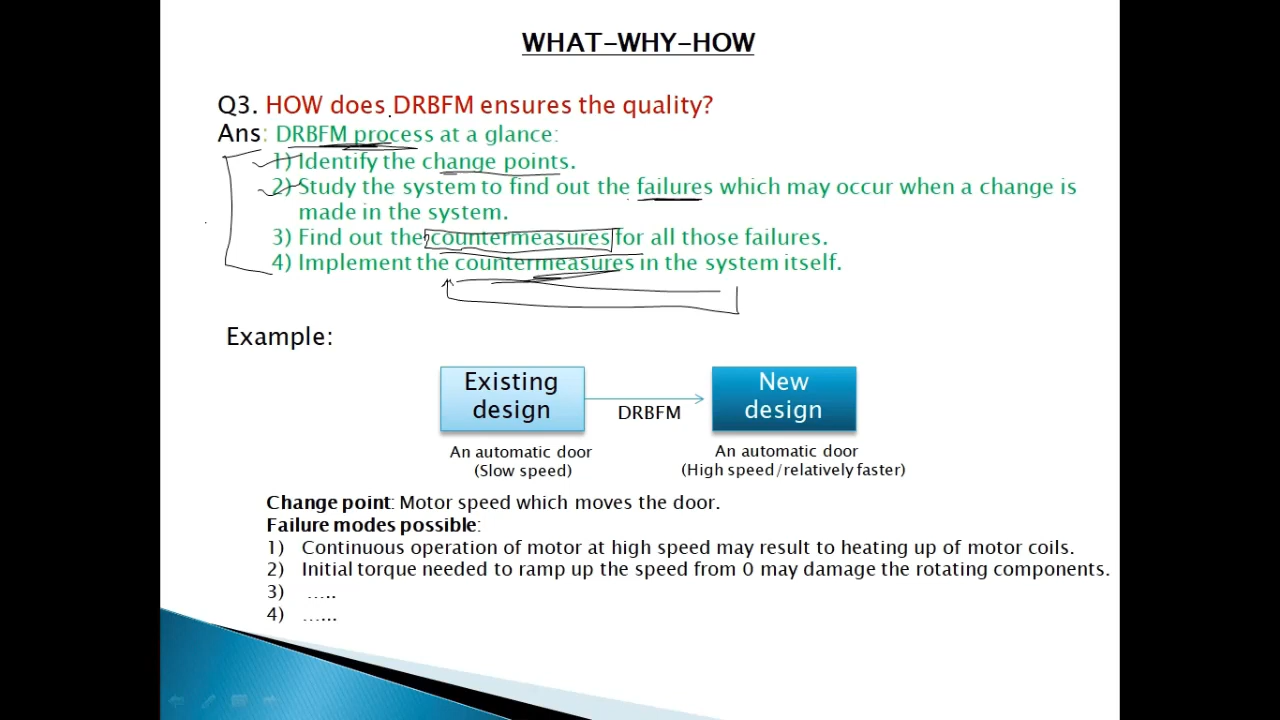 WHAT-WHY-HOW
Q3. HOW does DRBFM ensures the quality?
Ans: DRBFM process at a glance:
1) Identify the change points.
2) Study the system to find out the failures which may occur when a change is
made in the system.
3) Find out the countermeasures for all those failures.
4) Implement the countermeasures in the system itself.
Example:
Existing
design
DRBFM
New
design
An automatic door
(Slow speed)
An automatic door
(High speed/relatively faster)
Change point: Motor speed which moves the door.
Failure modes possible:
1) Continuous operation of motor at high speed may result to heating up of motor coils.
2) Initial torque needed to ramp up the speed from 0 may damage the rotating components.
3) …..
4) ……